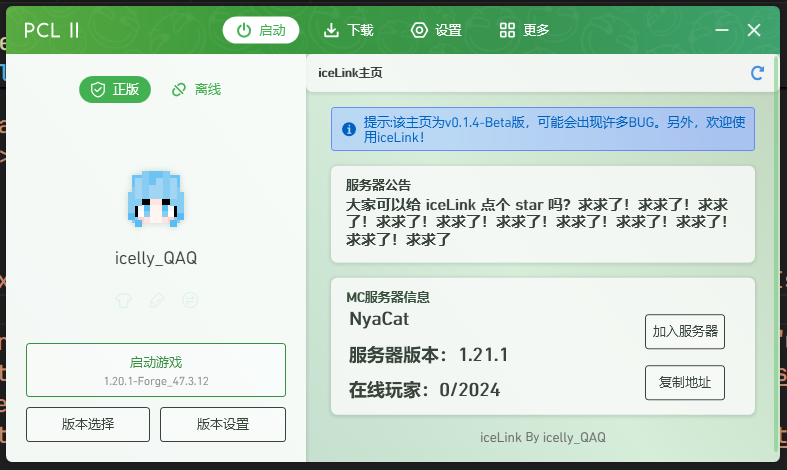 PCL II
启动
下载
设置
更多
正版
离线
icelly_QAQ
启动游戏
1.20.1-Forge_47.3.12
版本选择
版本设置
iceLink主页
提示:该主页为v0.1.4-Beta版，可能会出现许多BUG。另外，欢迎使
用iceLink！
服务器公告
大家可以给 iceLink 点个 star 吗？求求了！求求了！求求
了！求求了！求求了！求求了！求求了！求求了！求求了！
求求了！求求了
MC服务器信息
NyaCat
服务器版本：1.21.1
在线玩家：0/2024
加入服务器
复制地址
iceLink By icelly_QAQ